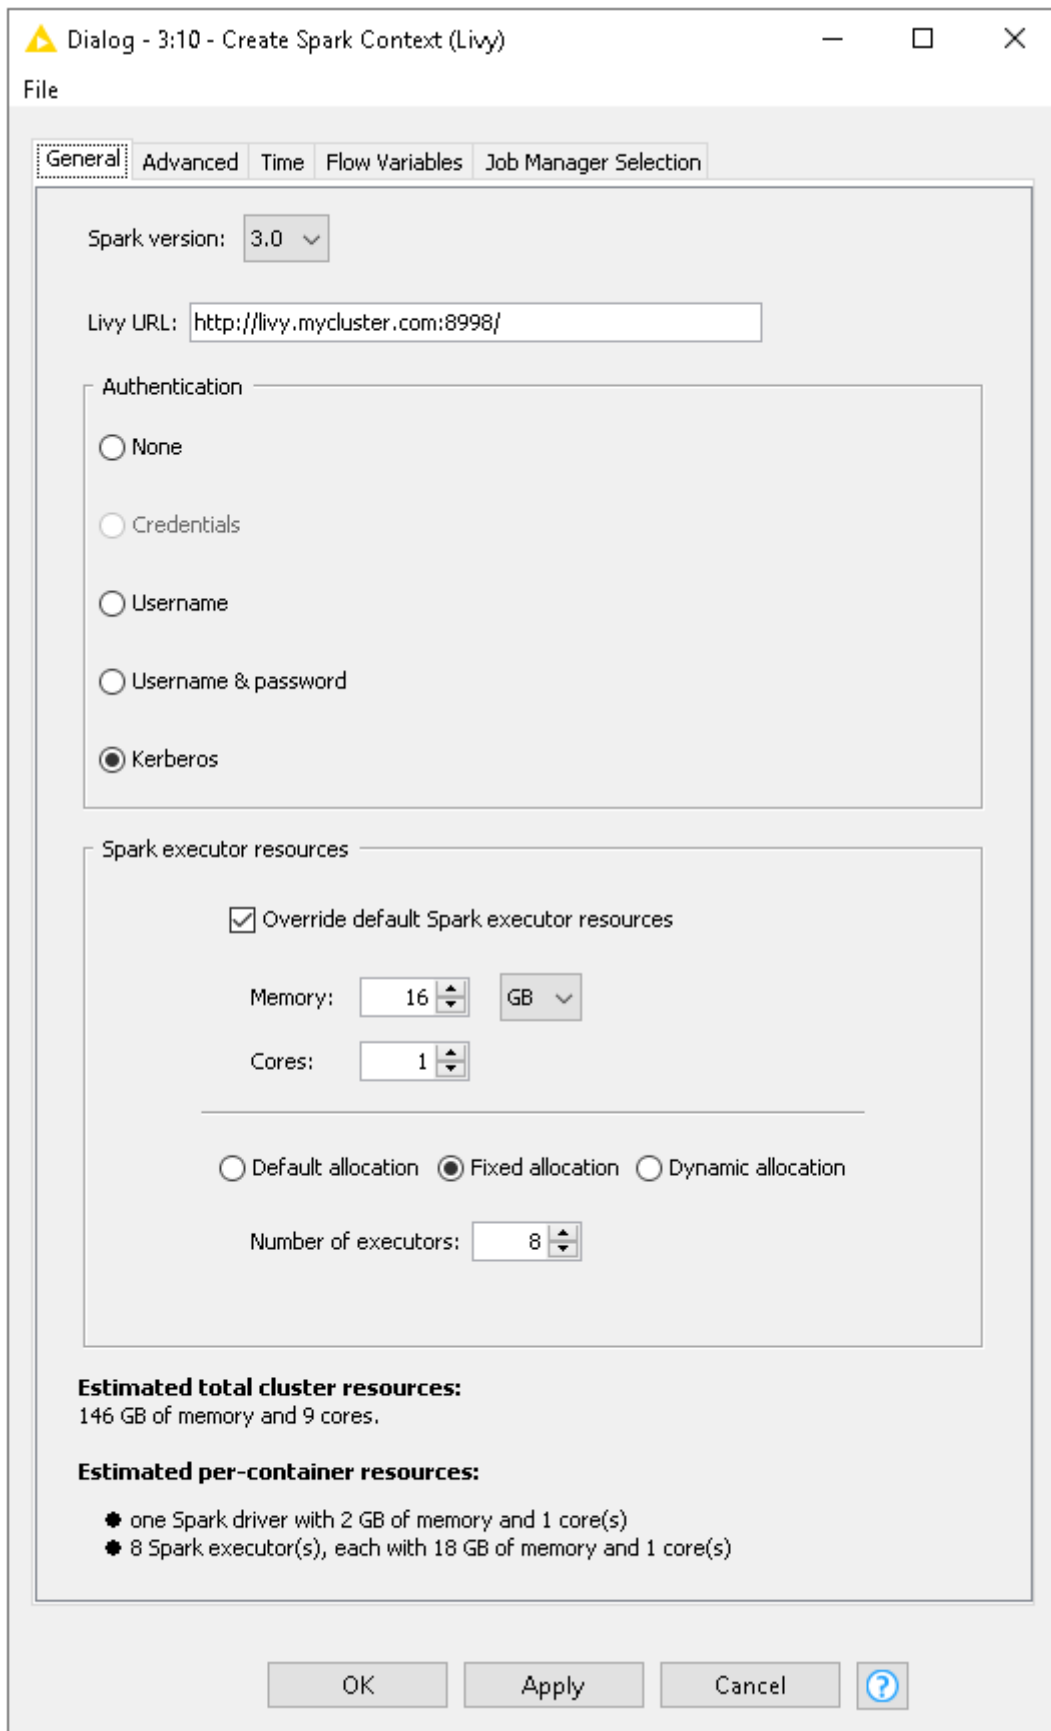 Dialog - 3:10 - Create Spark Context (Livy)
File
General Advanced Time Flow Variables Job Manager Selection
Spark version: 3.0
Livy URL: http://livy.mycluster.com:8998/
Authentication
None
Credentials
Username
Username & password
Kerberos
Spark executor resources
Override default Spark executor resources
Memory: 16 GB
Cores: 1
Default allocation Fixed allocation Dynamic allocation
Number of executors: 8
Estimated total cluster resources:
146 GB of memory and 9 cores.
Estimated per-container resources:
one Spark driver with 2 GB of memory and 1 core(s)
8 Spark executor(s), each with 18 GB of memory and 1 core(s)
OK Apply Cancel ?